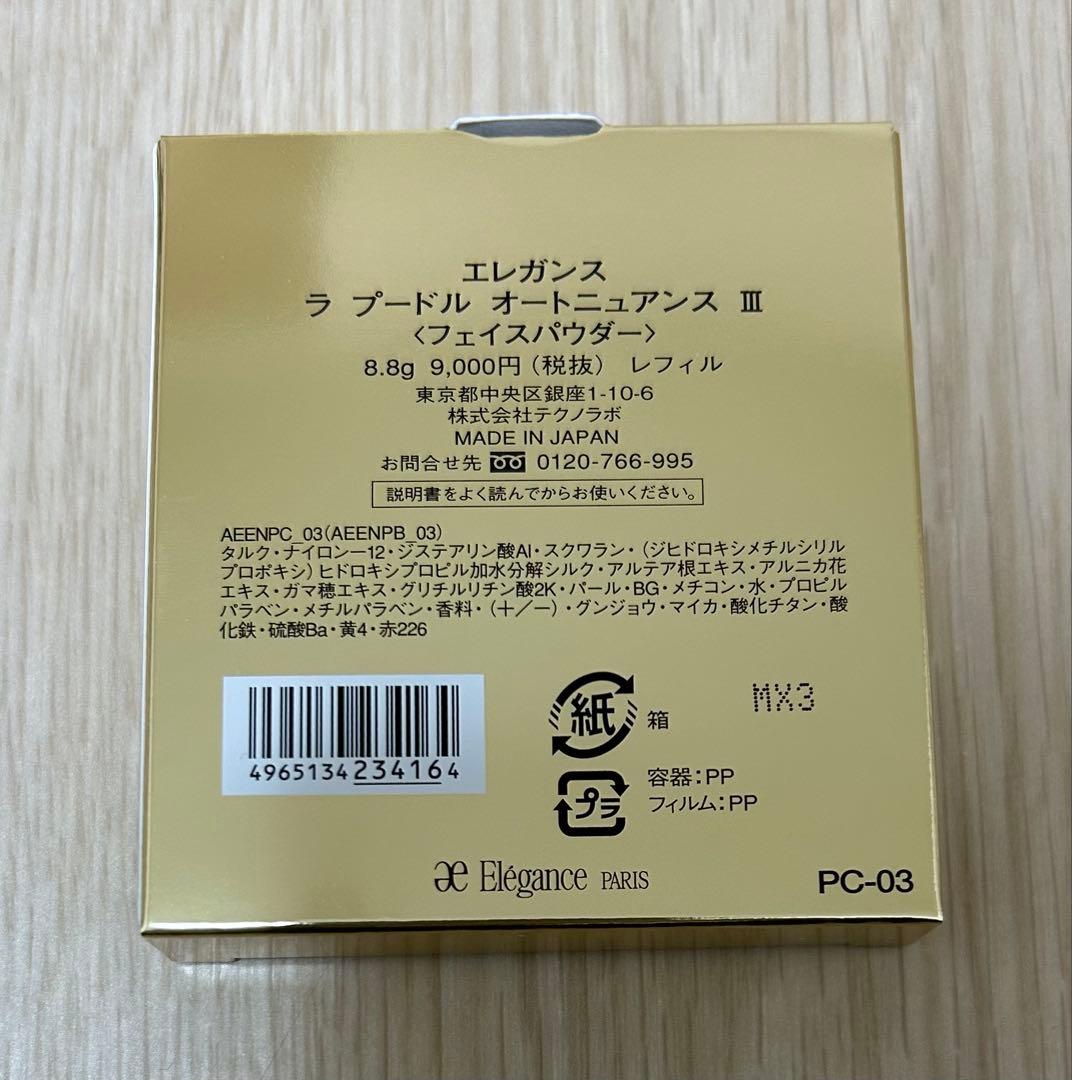 エレガンス
ラ プードル オートニュアンス Ⅲ
〈フェイスパウダー〉
8.8g 9,000円(税抜) レフィル
東京都中央区銀座1-10-6
株式会社テクノラボ
MADE IN JAPAN
お問合せ先 0120-766-995
説明書をよく読んでからお使いください。
AEENPC_03(AEENPB_03)
タルク・ナイロン－12・ジステアリン酸Al・スクワラン・(ジヒドロキシメチルシリル
プロポキシ)ヒドロキシプロピル加水分解シルク・アルテア根エキス・アルニカ花
エキス・ガマ穂エキス・グリチルリチン酸2K・パール・BG・メチコン・水・プロピル
パラベン・メチルパラベン・香料・(＋/－)・グンジョウ・マイカ・酸化チタン・酸
化鉄・硫酸Ba・黄4・赤226
4965134234164
紙 箱
MX3
プラ
容器:PP
フィルム:PP
æ Elégance PARIS
PC-03